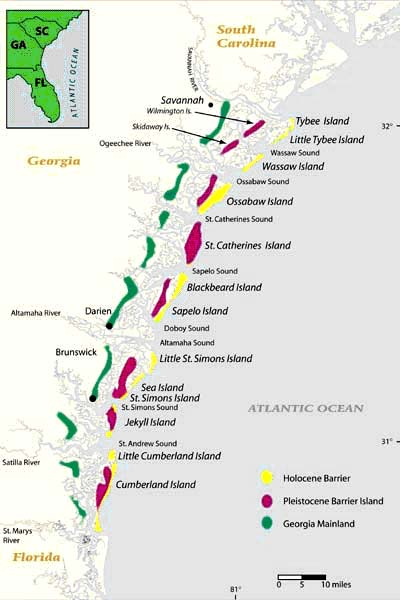 SC
GA
FL
ATLANTIC OCEAN
South
Carolina
SAVANNAH RIVER
Savannah
Wilmington Is.
Skidaway Is.
Tybee Island
32°
Little Tybee Island
Ogeechee River
Wassaw Sound
Georgia
Wassaw Island
Ossabaw Sound
Ossabaw Island
St. Catherines Sound
St. Catherines Island
Sapelo Sound
Blackbeard Island
Altamaha River
Darien
Sapelo Island
Doboy Sound
Altamaha Sound
Brunswick
Little St. Simons Island
Sea Island
St. Simons Island
St. Simons Sound
ATLANTIC OCEAN
Jekyll Island
31°
St. Andrew Sound
Little Cumberland Island
Satilla River
Cumberland Island
Holocene Barrier
Pleistocene Barrier Island
Georgia Mainland
St. Marys
River
Florida
0 5 10 miles
81°